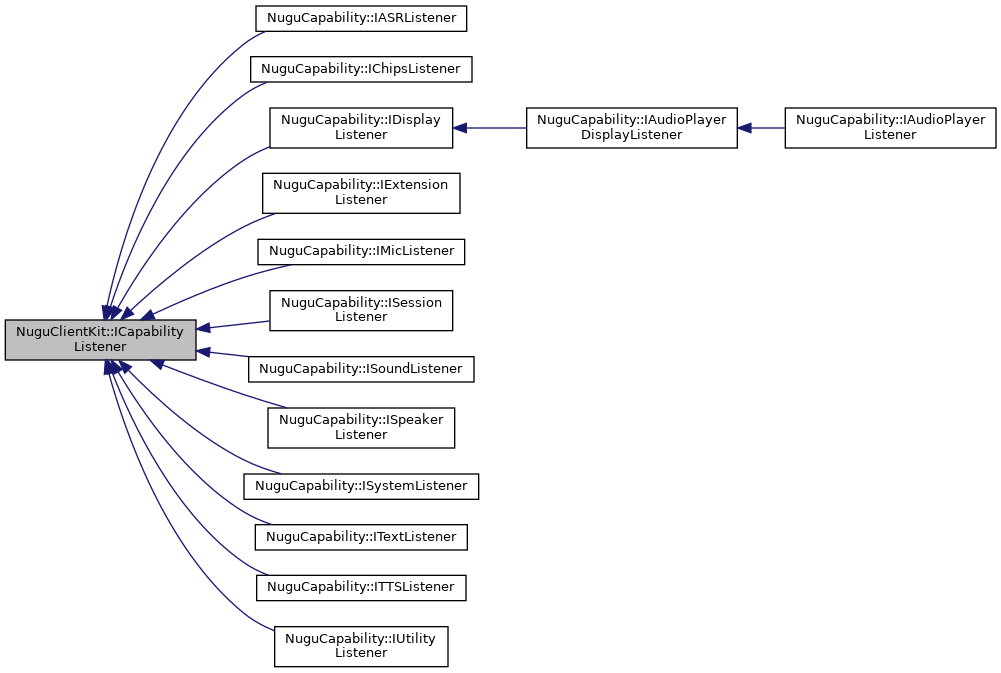 NuguCapability::IASRListener
NuguCapability::IChipsListener
NuguCapability::IDisplay
Listener
NuguCapability::IAudioPlayer
DisplayListener
NuguCapability::IAudioPlayer
Listener
NuguCapability::IExtension
Listener
NuguCapability::IMicListener
NuguCapability::ISession
Listener
NuguClientKit::ICapability
Listener
NuguCapability::ISoundListener
NuguCapability::ISpeaker
Listener
NuguCapability::ISystemListener
NuguCapability::ITextListener
NuguCapability::ITTSListener
NuguCapability::IUtility
Listener